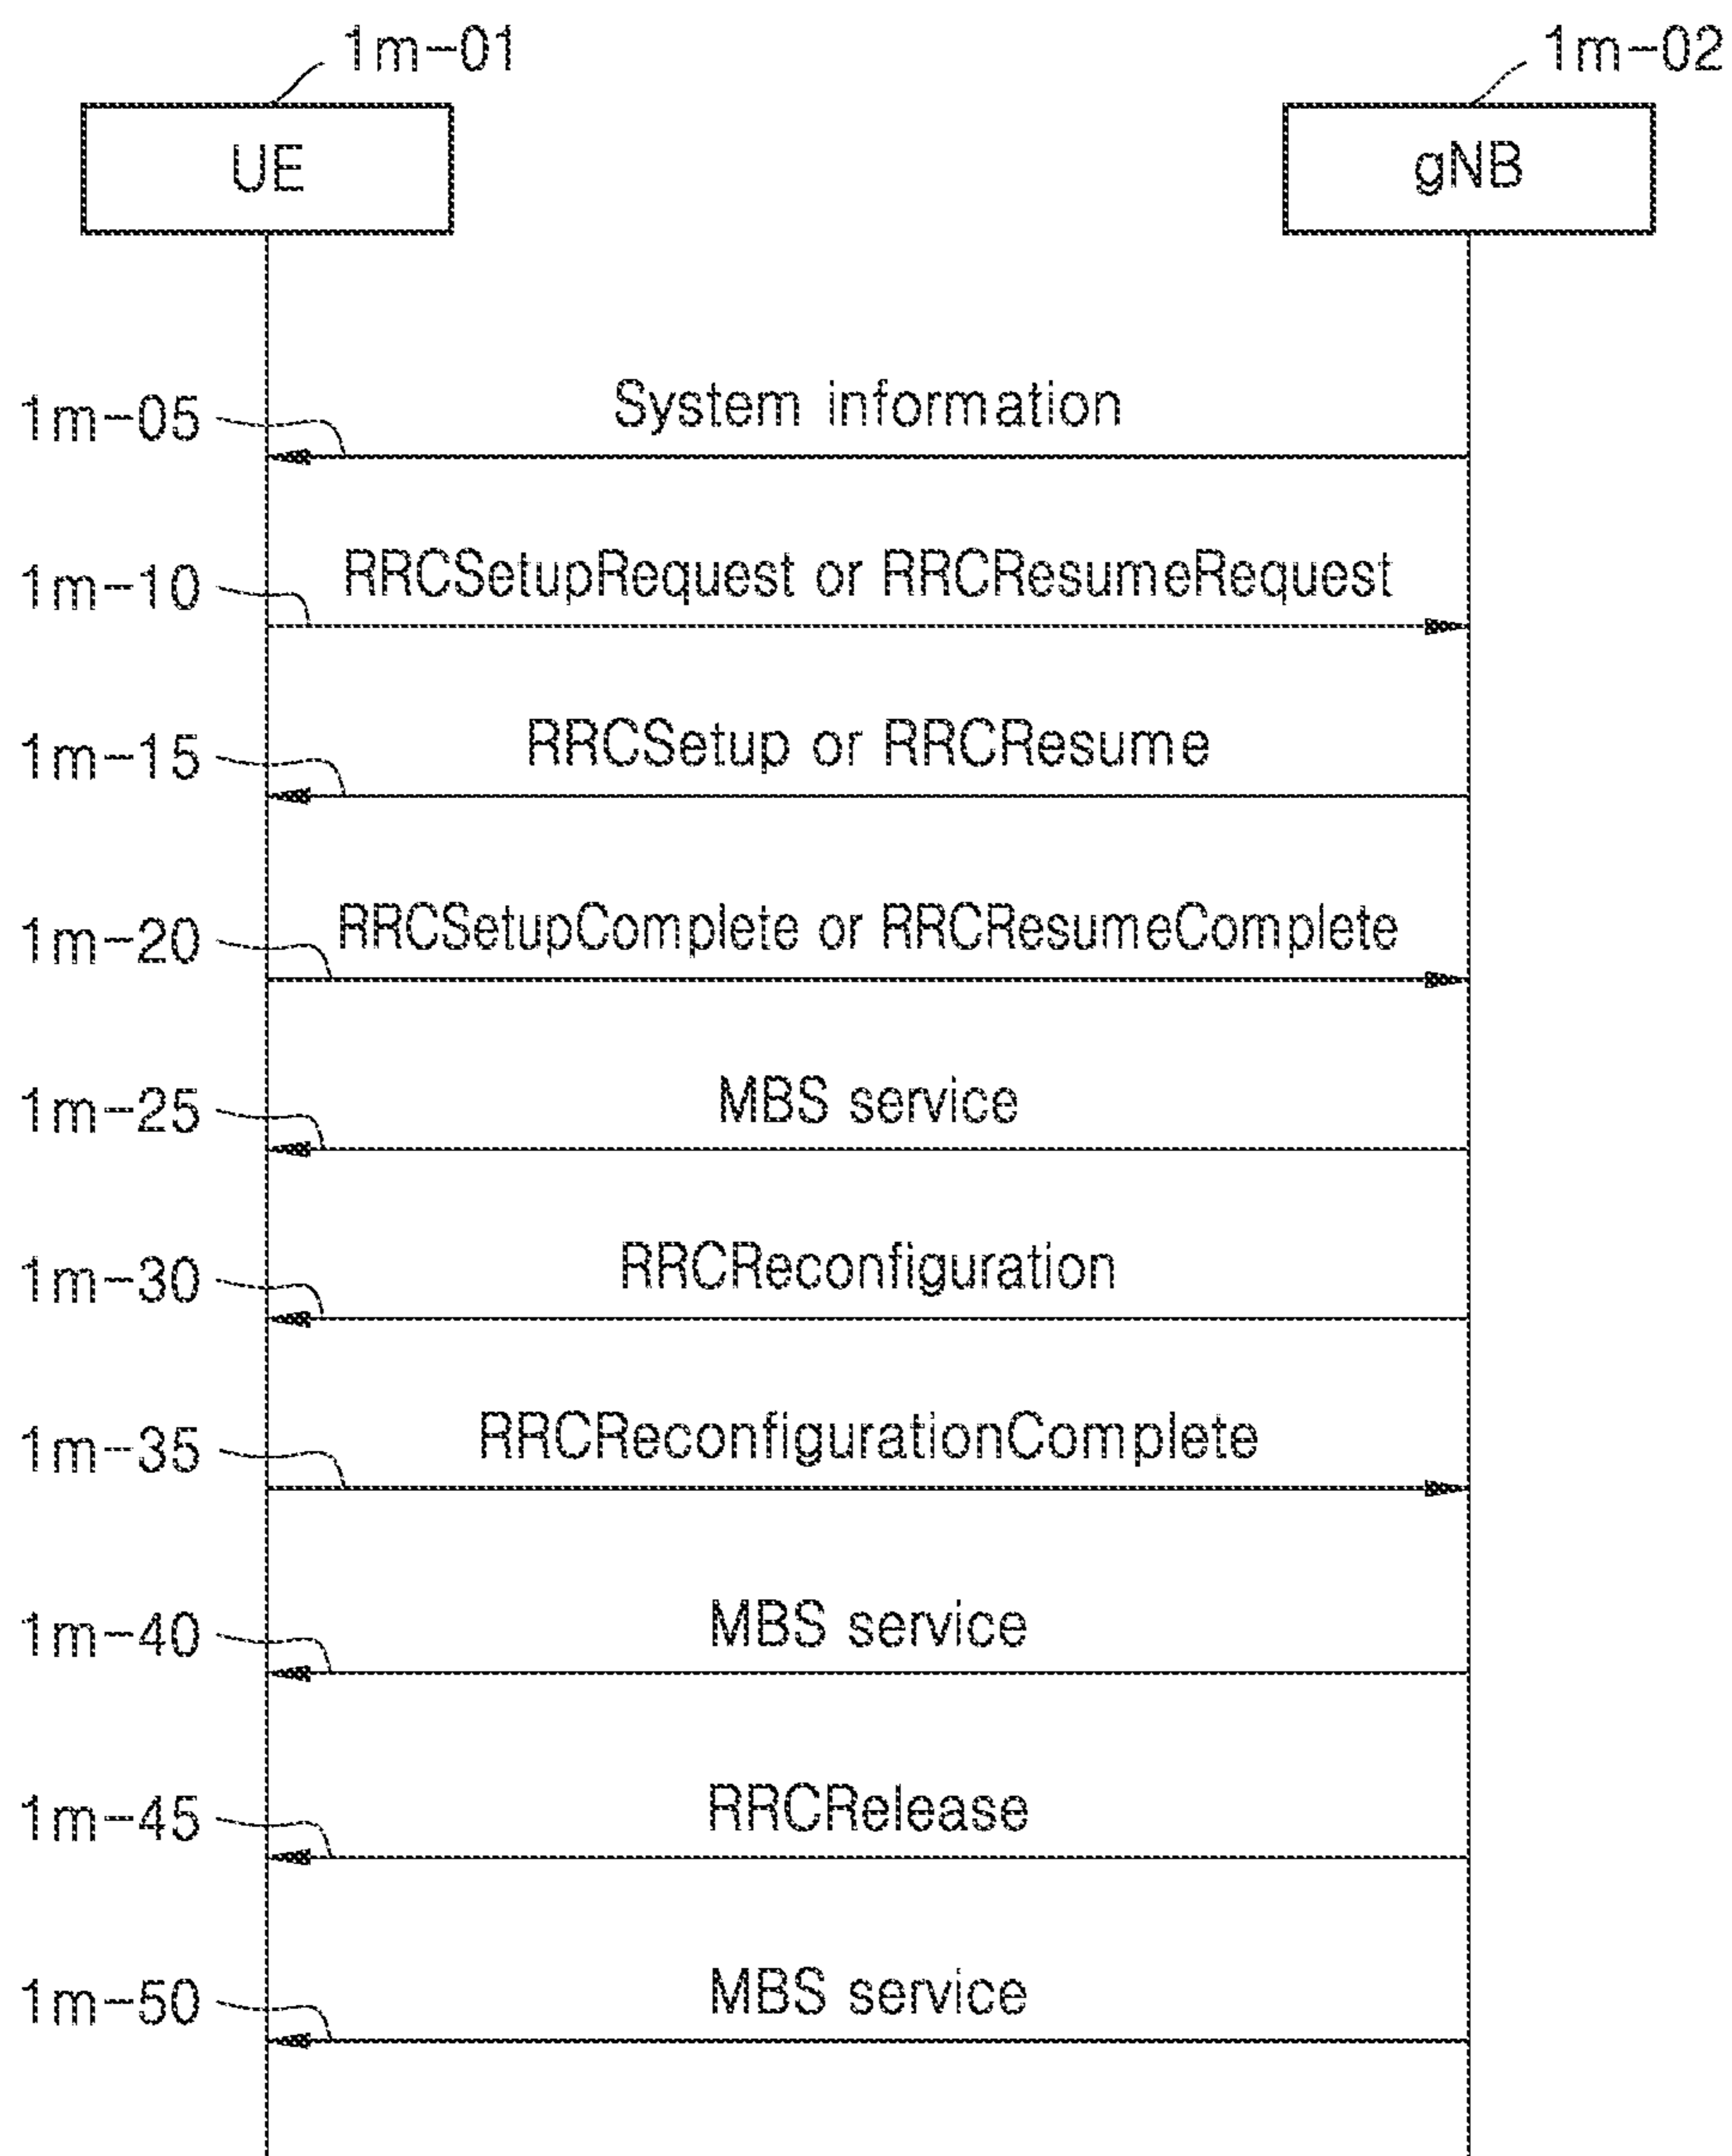 1m-01
1m-02
UE
gNB
System information
1m-05
RRCSetupRequest or RRCResumeRequest
1m-10
RRCSetup or RRCResume
1m-15
RRCSetupComplete or RRCResumeComplete
1m-20
MBS service
1m-25
RRCReconfiguration
1m-30
RRCReconfigurationComplete
1m-35
MBS service
1m-40
RRCRelease
1m-45
MBS service
1m-50